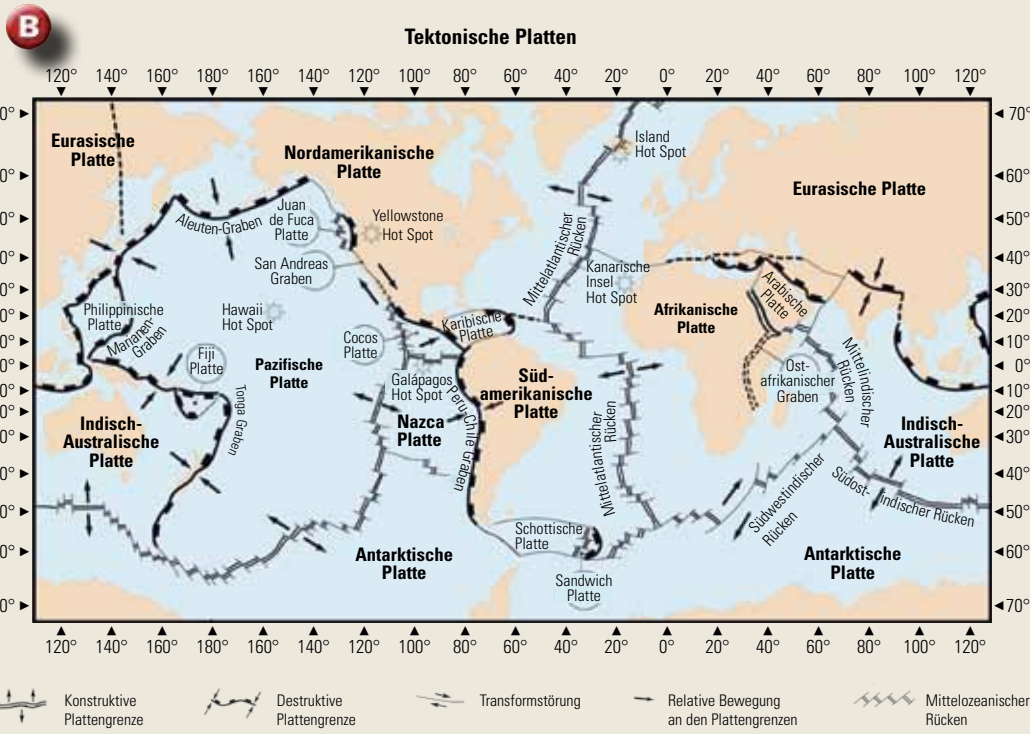 B
Tektonische Platten
120° 140° 160° 180° 160° 140° 120° 100° 80° 60° 40° 20° 0° 20° 40° 60° 80° 100° 120°
70°
60°
50°
40°
30°
20°
10°
0°
10°
20°
30°
40°
50°
60°
70°
Eurasische
Platte
Nordamerikanische
Platte
Island
Hot Spot
Eurasische Platte
Aleuten-Graben
Juan
de Fuca
Platte
Yellowstone
Hot Spot
San Andreas
Graben
Mittelatlantischer
Rücken
Kanarische
Insel
Hot Spot
Arabische
Platte
Philippinische
Platte
Marianen-
Graben
Hawaii
Hot Spot
Cocos
Platte
Karibische
Platte
Afrikanische
Platte
Fiji
Platte
Pazifische
Platte
Galápagos
Hot Spot
Süd-
amerikanische
Platte
Ost-
afrikanischer
Graben
Mittelindischer
Rücken
Tonga Graben
Nazca
Platte
Peru-Chile Graben
Mittelatlantischer
Rücken
Indisch-
Australische
Platte
Indisch-
Australische
Platte
Südwestindischer
Rücken
Südost-Indischer Rücken
Antarktische
Platte
Schottische
Platte
Sandwich
Platte
Antarktische
Platte
120° 140° 160° 180° 160° 140° 120° 100° 80° 60° 40° 20° 0° 20° 40° 60° 80° 100° 120°
Konstruktive
Plattengrenze
Destruktive
Plattengrenze
Transformstörung
Relative Bewegung
an den Plattengrenzen
Mittelozeanischer
Rücken